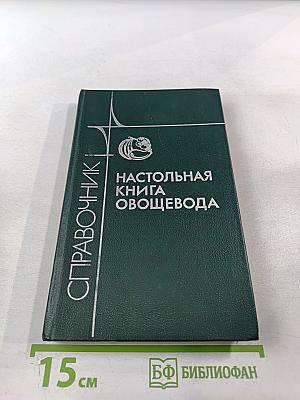 СПРАВОЧНИК
НАСТОЛЬНАЯ
КНИГА
ОВОЩЕВОДА
15 см
БФ БИБЛИОФАН